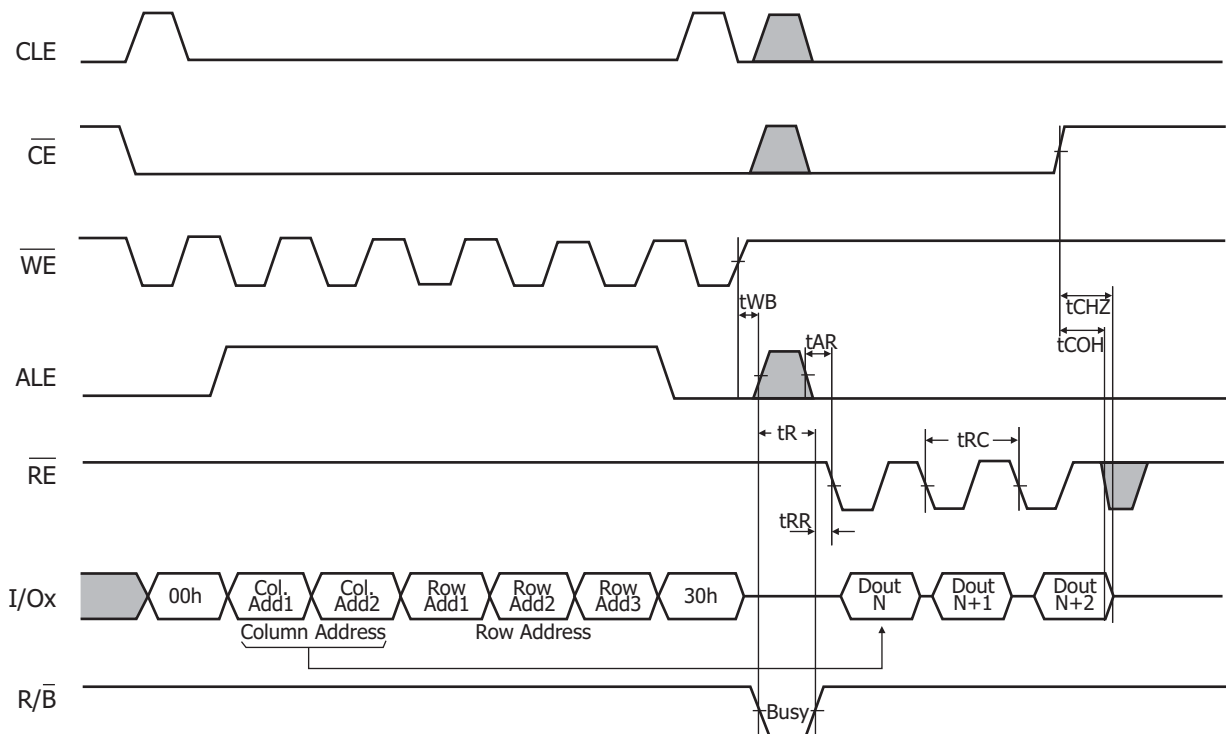 CLE
CE
WE
tWB
tCHZ
tCOH
tAR
ALE
tR
tRC
RE
tRR
I/Ox
00h
Col.
Add1
Col.
Add2
Row
Add1
Row
Add2
Row
Add3
30h
Dout
N
Dout
N+1
Dout
N+2
Column Address
Row Address
R/B
Busy